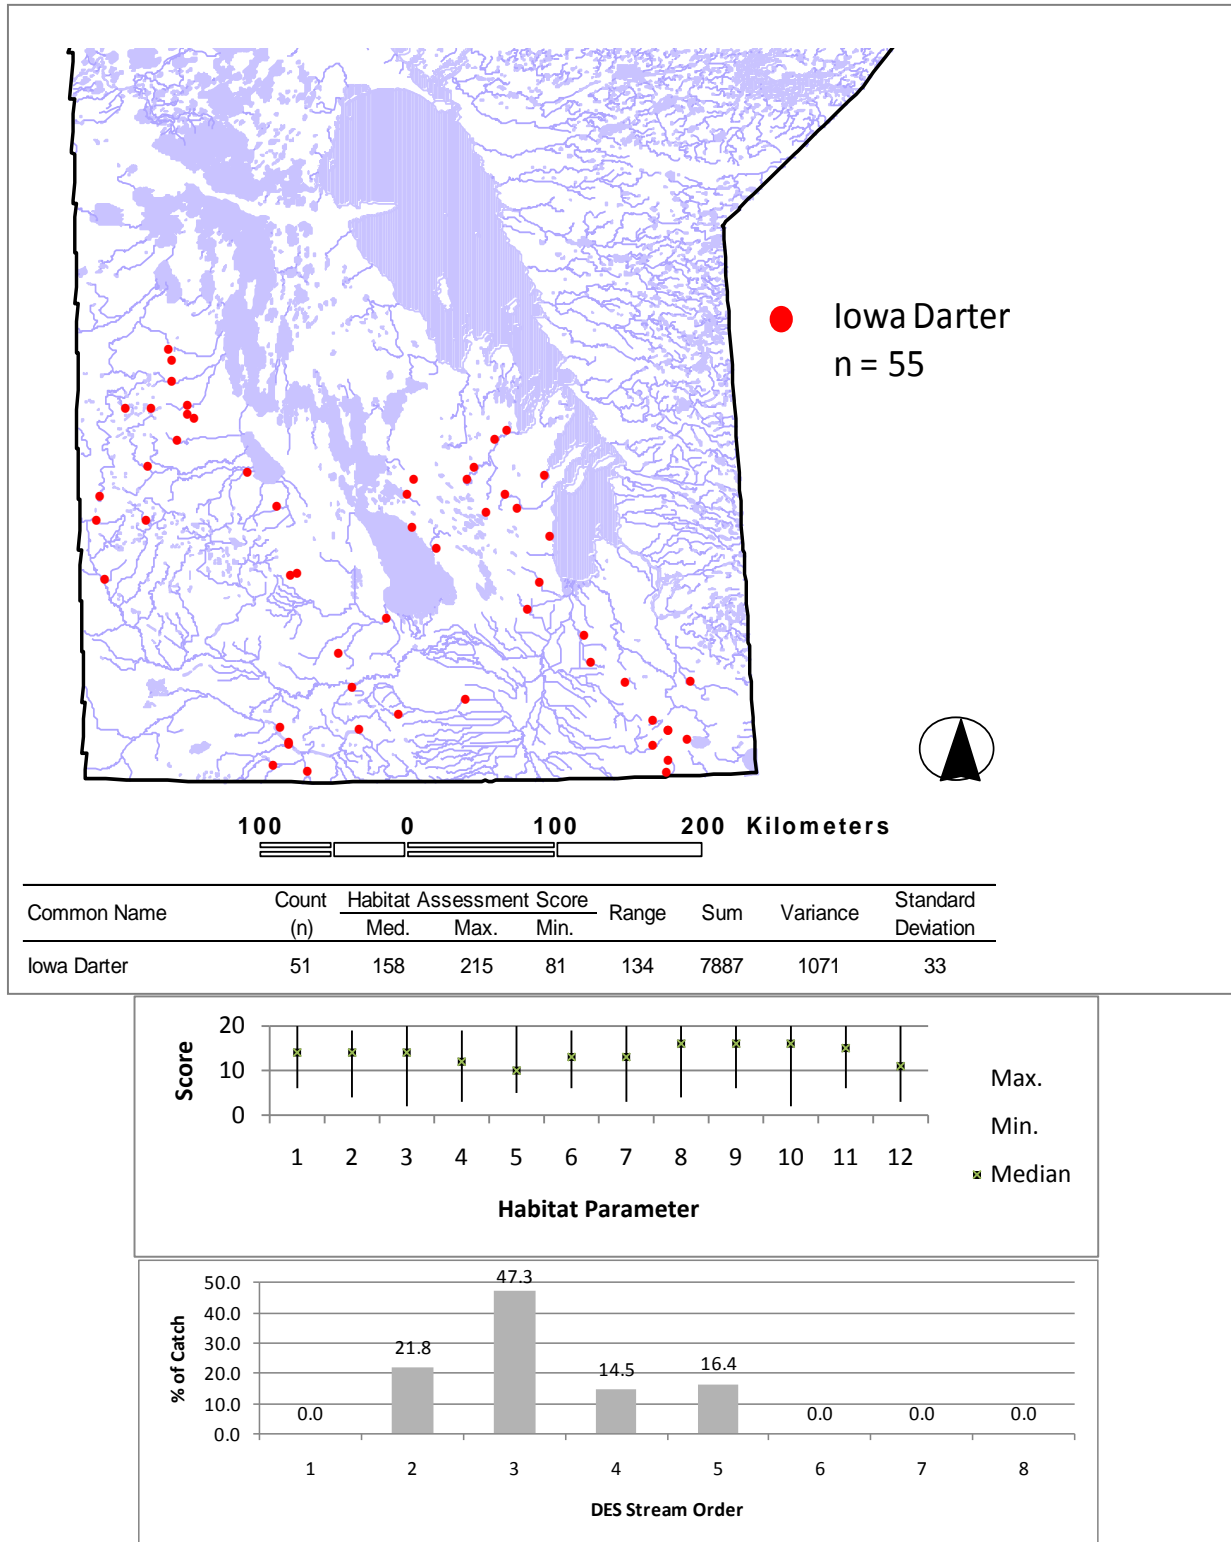 Iowa Darter
n = 55
100 0 100 200 Kilometers
Common Name Count (n) Habitat Assessment Score Med. Max. Min. Range Sum Variance Standard Deviation
Iowa Darter 51 158 215 81 134 7887 1071 33
Score
20
10
0
1 2 3 4 5 6 7 8 9 10 11 12
Habitat Parameter
Max.
Min.
Median
% of Catch
50.0
40.0
30.0
20.0
10.0
0.0
0.0 21.8 47.3 14.5 16.4 0.0 0.0 0.0
1 2 3 4 5 6 7 8
DES Stream Order